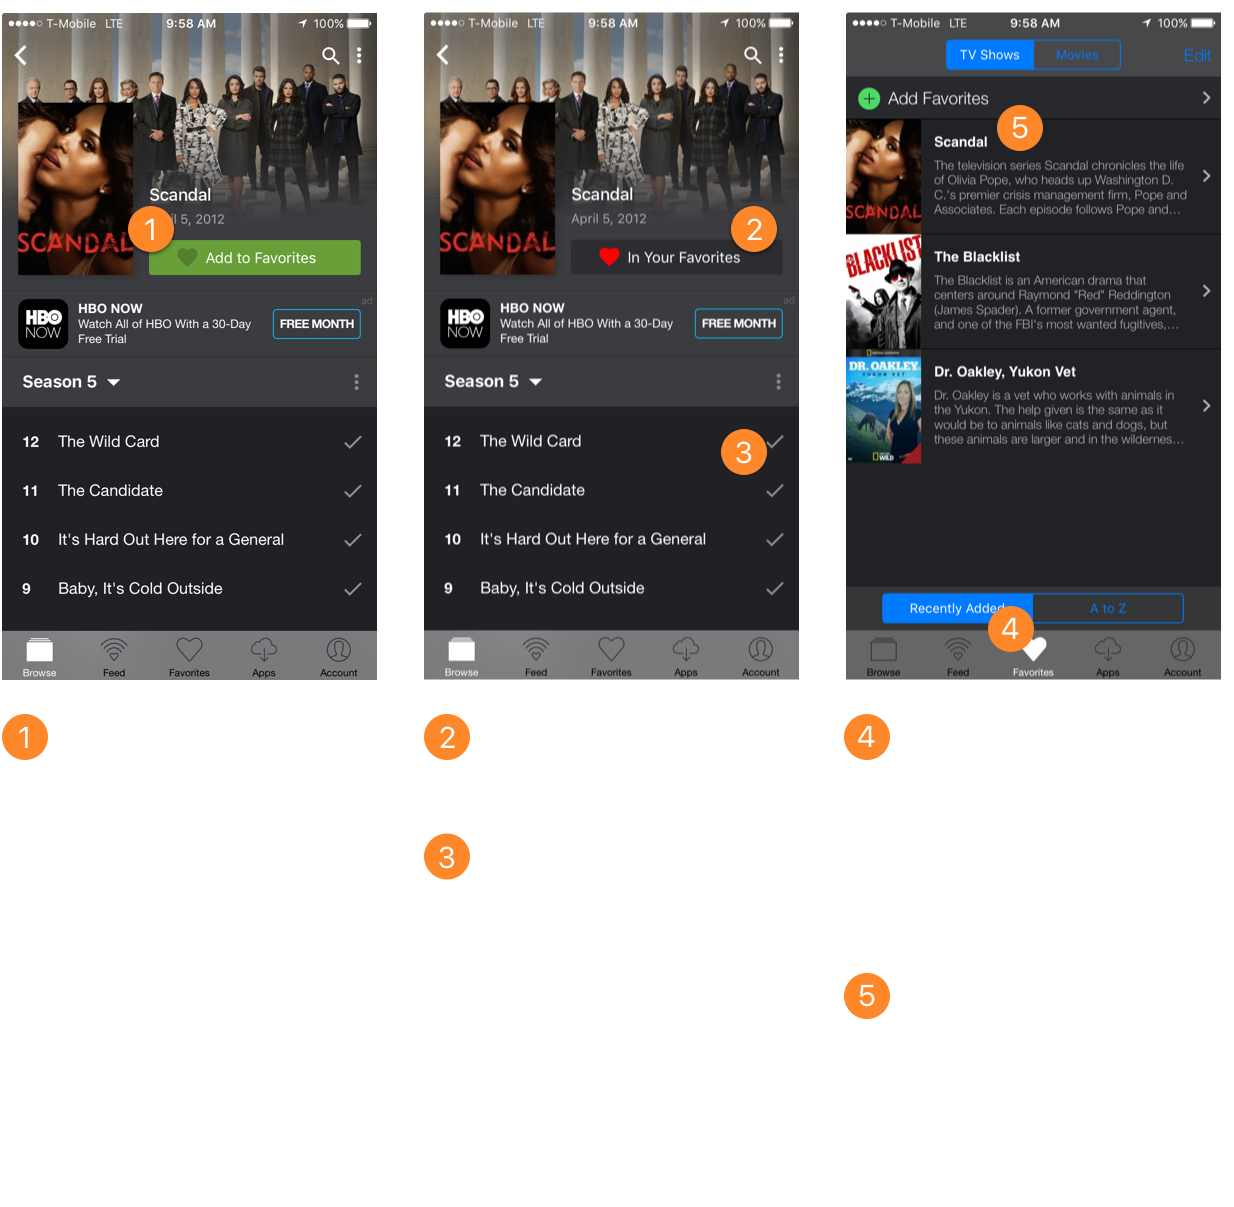 T-Mobile LTE 9:58 AM 100%
Scandal
1
il 5, 2012
SCANDAL
Add to Favorites
ad
HBO NOW
HBO NOW
Watch All of HBO With a 30-Day
Free Trial
FREE MONTH
Season 5
12 The Wild Card
11 The Candidate
10 It's Hard Out Here for a General
9 Baby, It's Cold Outside
Browse Feed Favorites Apps Account
T-Mobile LTE 9:58 AM 100%
Scandal
April 5, 2012
2
SCANDAL
In Your Favorites
ad
HBO NOW
HBO NOW
Watch All of HBO With a 30-Day
Free Trial
FREE MONTH
Season 5
12 The Wild Card
3
11 The Candidate
10 It's Hard Out Here for a General
9 Baby, It's Cold Outside
Browse Feed Favorites Apps Account
T-Mobile LTE 9:58 AM 100%
TV Shows Movies Edit
Add Favorites
5
SCANDAL
Scandal
The television series Scandal chronicles the life
of Olivia Pope, who heads up Washington D.
C.'s premier crisis management firm, Pope and
Associates. Each episode follows Pope and...
BLACKLIST
The Blacklist
The Blacklist is an American drama that
centers around Raymond "Red" Reddington
(James Spader). A former government agent,
and one of the FBI's most wanted fugitives,...
DR. OAKLEY
YUKON VET
WILD
Dr. Oakley, Yukon Vet
Dr. Oakley is a vet who works with animals in
the Yukon. The help given is the same as it
would be to animals like cats and dogs, but
these animals are larger and in the wildernes...
Recently Added A to Z
4
Browse Feed Favorites Apps Account
1
2
3
4
5